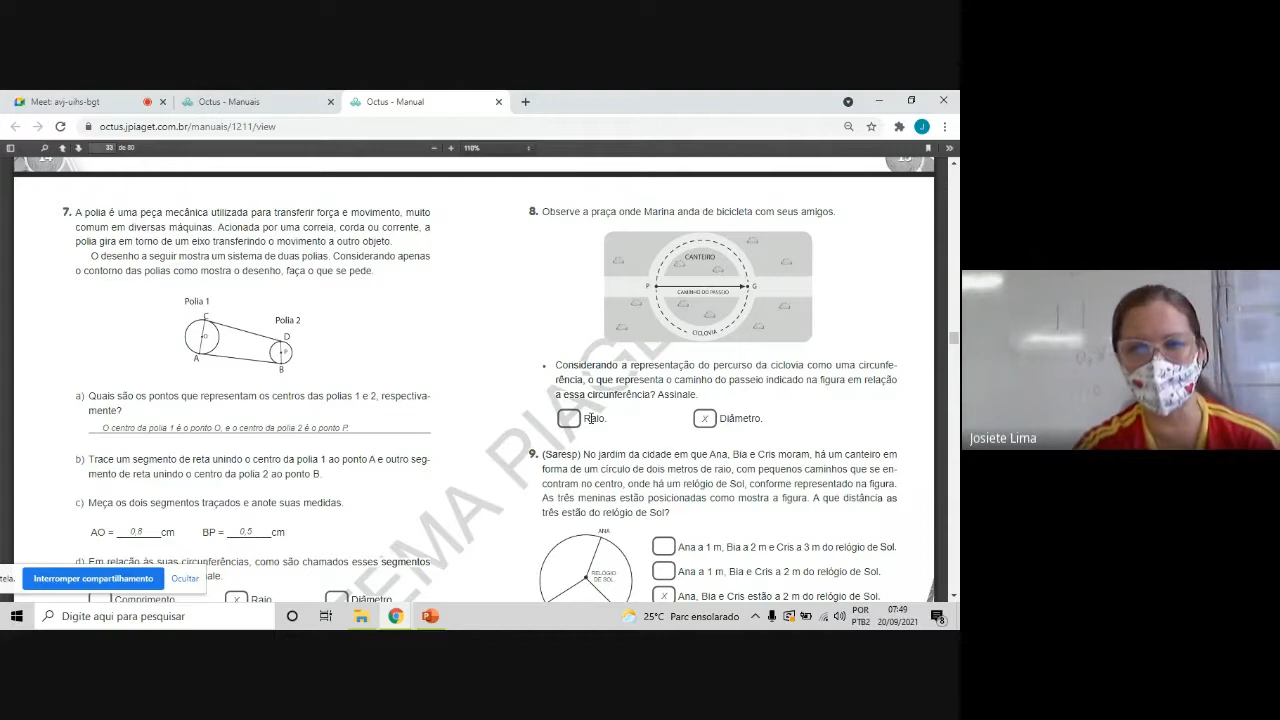 Meet: avj-uihs-bgt
Octus - Manuais
Octus - Manual
octus.jpiaget.com.br/manuais/1211/view
33 de 80
110%
14
15
7. A polia é uma peça mecânica utilizada para transferir força e movimento, muito
comum em diversas máquinas. Acionada por uma correia, corda ou corrente, a
polia gira em torno de um eixo transferindo o movimento a outro objeto.
O desenho a seguir mostra um sistema de duas polias. Considerando apenas
o contorno das polias como mostra o desenho, faça o que se pede.
Polia 1
Polia 2
C
D
O
P
A
B
a) Quais são os pontos que representam os centros das polias 1 e 2, respectiva-
mente?
O centro da polia 1 é o ponto O, e o centro da polia 2 é o ponto P.
b) Trace um segmento de reta unindo o centro da polia 1 ao ponto A e outro seg-
mento de reta unindo o centro da polia 2 ao ponto B.
c) Meça os dois segmentos traçados e anote suas medidas.
AO = 0,8 cm BP = 0,5 cm
d) Em relação às suas circunferências, como são chamados esses segmentos
nale.
Comprimento. X Raio. Diâmetro.
8. Observe a praça onde Marina anda de bicicleta com seus amigos.
CANTEIRO
P G
CAMINHO DO PASSEIO
CICLOVIA
• Considerando a representação do percurso da ciclovia como uma circunfe-
rência, o que representa o caminho do passeio indicado na figura em relação
a essa circunferência? Assinale.
Raio. X Diâmetro.
9. (Saresp) No jardim da cidade em que Ana, Bia e Cris moram, há um canteiro em
forma de um círculo de dois metros de raio, com pequenos caminhos que se en-
contram no centro, onde há um relógio de Sol, conforme representado na figura.
As três meninas estão posicionadas como mostra a figura. A que distância as
três estão do relógio de Sol?
ANA
RELÓGIO
DE SOL
Ana a 1 m, Bia a 2 m e Cris a 3 m do relógio de Sol.
Ana a 1 m, Bia e Cris a 2 m do relógio de Sol.
X Ana, Bia e Cris estão a 2 m do relógio de Sol.
EMA PIAGE
tela.
Interromper compartilhamento
Ocultar
Digite aqui para pesquisar
25°C Parc ensolarado
POR
PTB2
07:49
20/09/2021
8
J
Josiete Lima